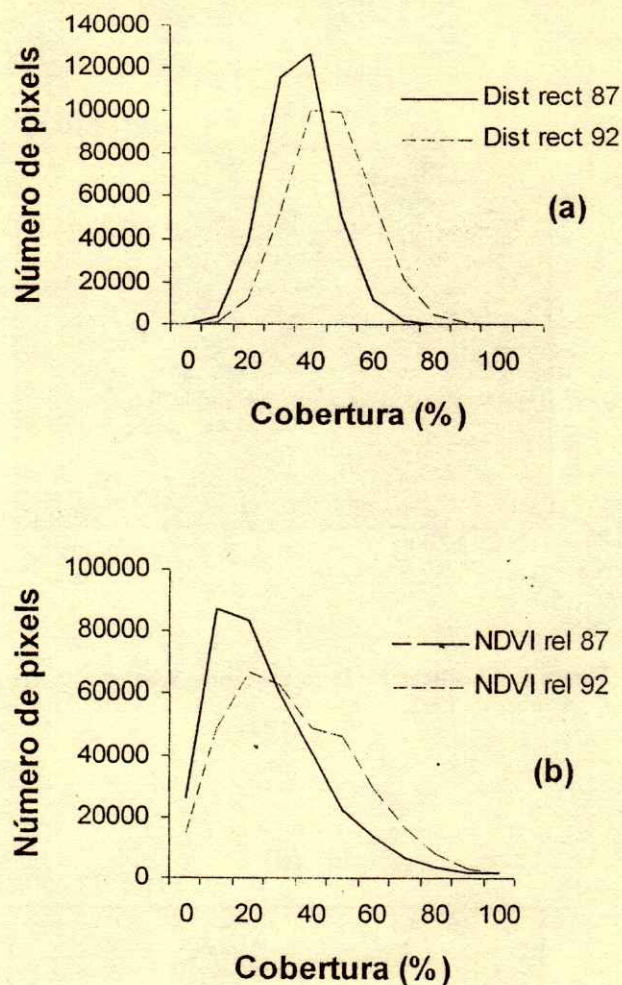 140000
120000
100000
80000
60000
40000
20000
0
Número de pixels
Dist rect 87
Dist rect 92
(a)
0 20 40 60 80 100
Cobertura (%)
100000
80000
60000
40000
20000
0
Número de pixels
NDVI rel 87
NDVI rel 92
(b)
0 20 40 60 80 100
Cobertura (%)